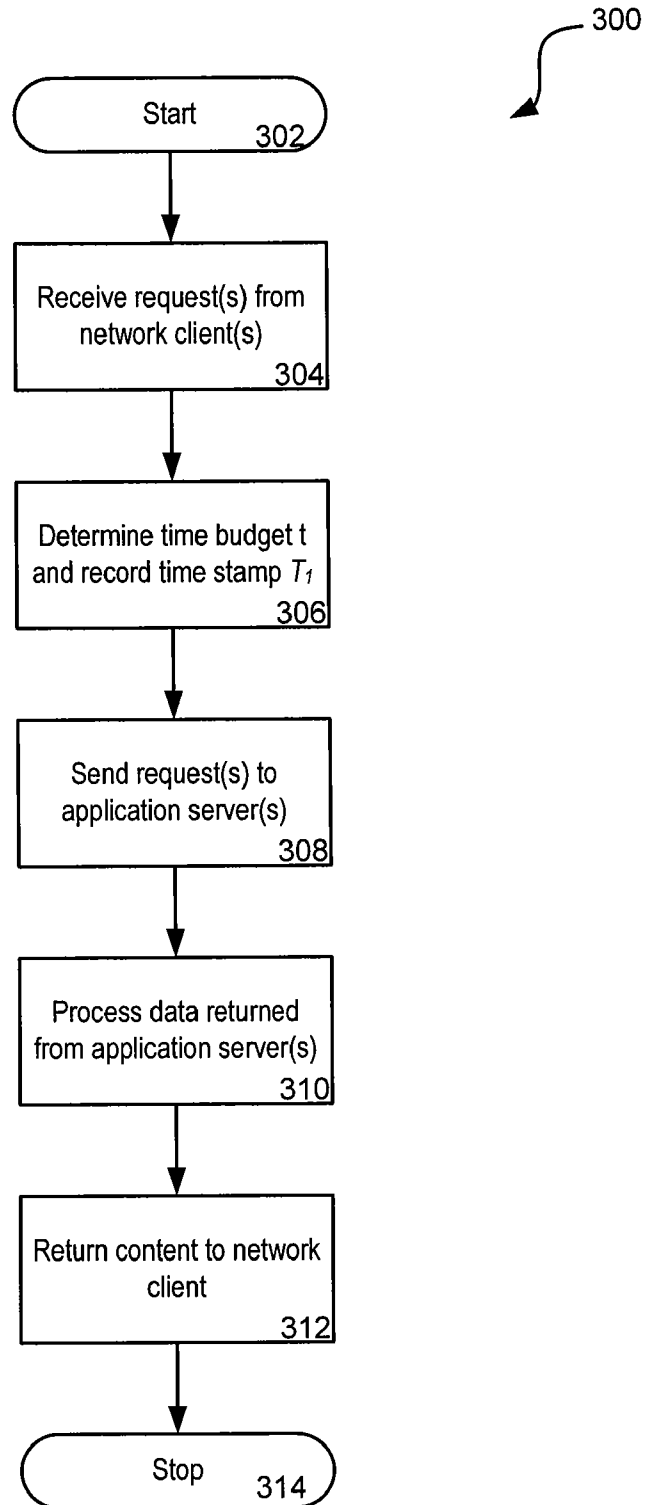 300
Start
302
Receive request(s) from
network client(s)
304
Determine time budget t
and record time stamp T₁
306
Send request(s) to
application server(s)
308
Process data returned
from application server(s)
310
Return content to network
client
312
Stop
314